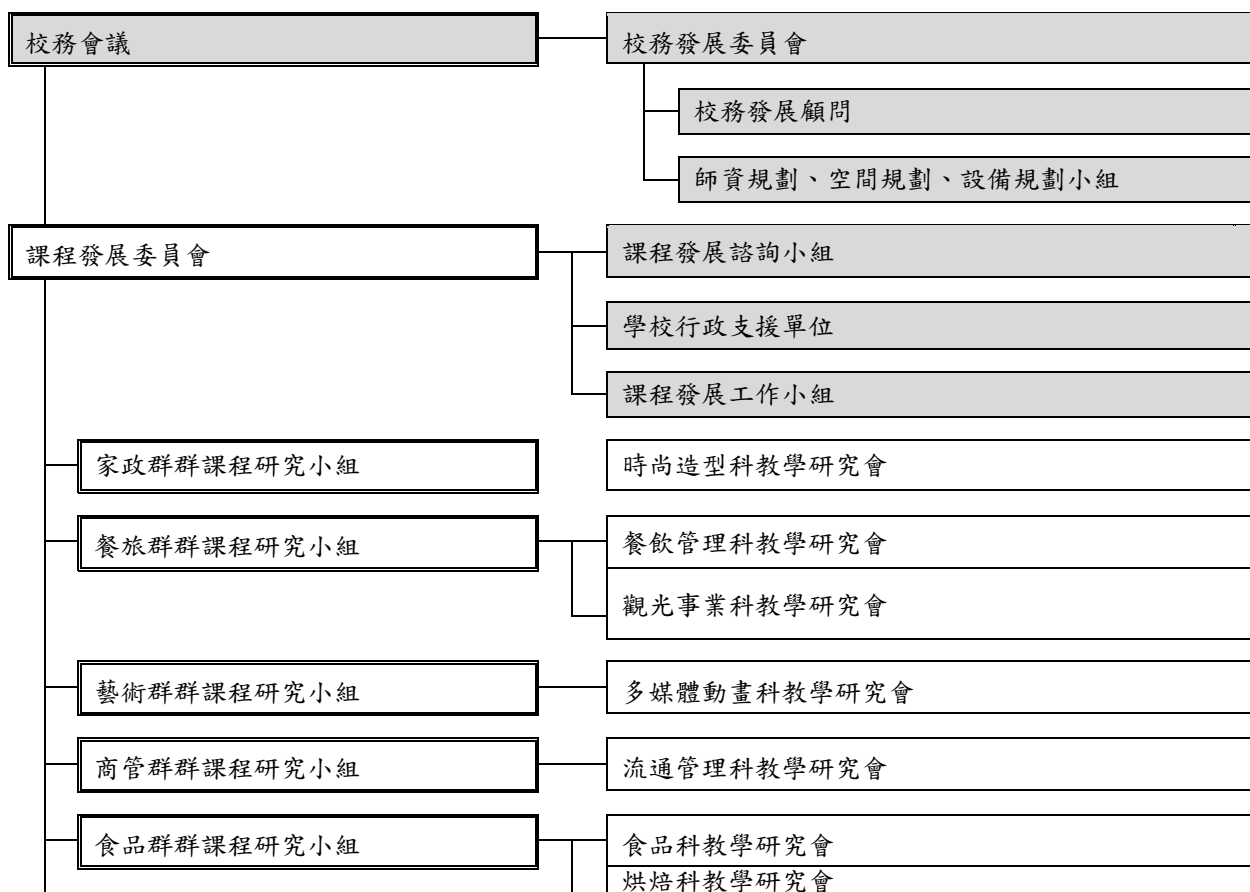 校務會議
校務發展委員會
校務發展顧問
師資規劃、空間規劃、設備規劃小組
課程發展委員會
課程發展諮詢小組
學校行政支援單位
課程發展工作小組
家政群群課程研究小組
時尚造型科教學研究會
餐旅群群課程研究小組
餐飲管理科教學研究會
觀光事業科教學研究會
藝術群群課程研究小組
多媒體動畫科教學研究會
商管群群課程研究小組
流通管理科教學研究會
食品群群課程研究小組
食品科教學研究會
烘焙科教學研究會